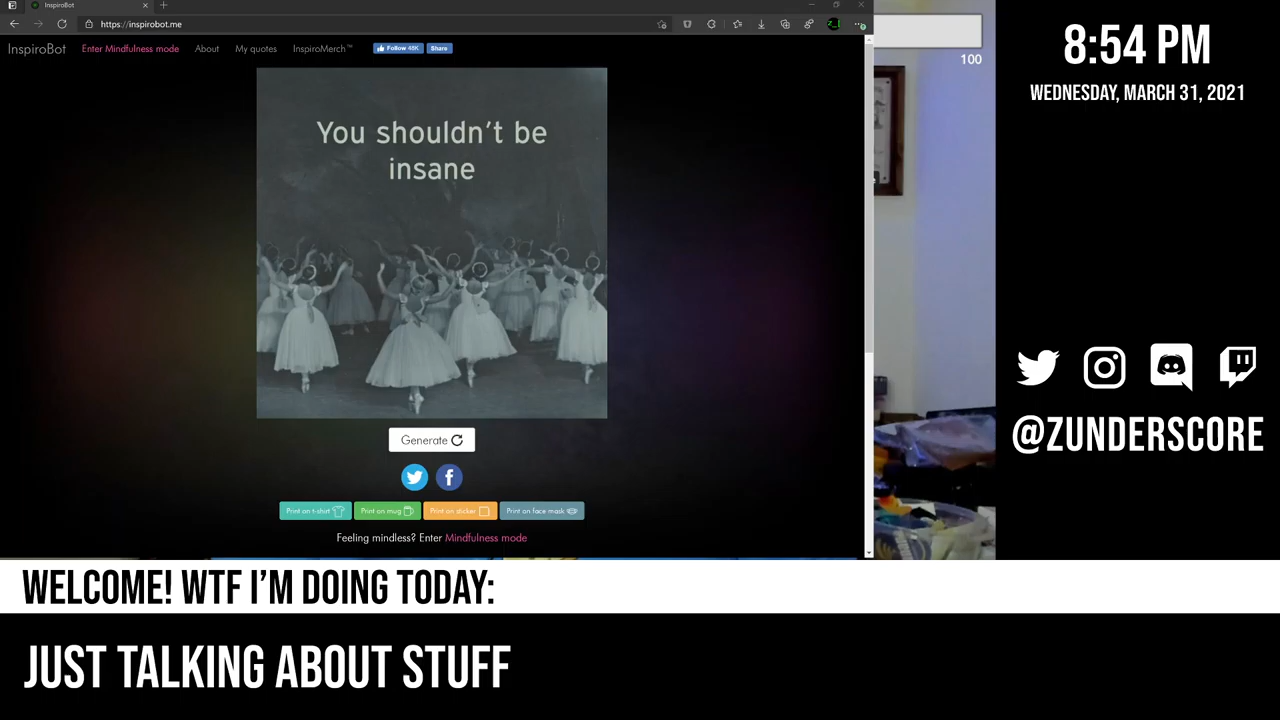 InspiroBot
https://inspirobot.me
InspiroBot
Enter Mindfulness mode
About
My quotes
InspiroMerch™
Follow 48K
Share
You shouldn't be
insane
Generate
Print on t-shirt
Print on mug
Print on sticker
Print on face mask
Feeling mindless? Enter Mindfulness mode
100
8:54 PM
WEDNESDAY, MARCH 31, 2021
@ZUNDERSCORE
WELCOME! WTF I'M DOING TODAY:
JUST TALKING ABOUT STUFF